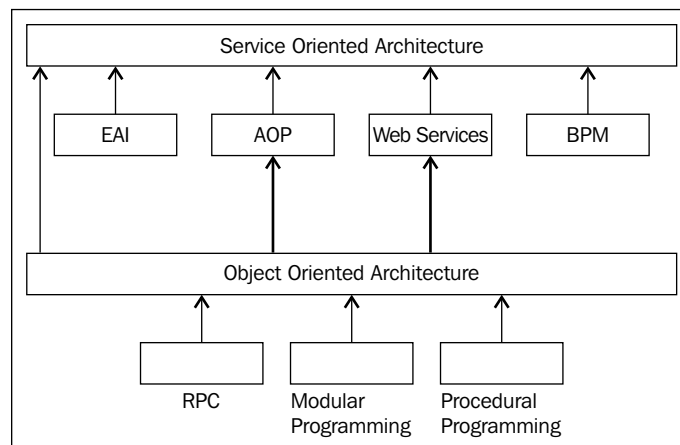 Service Oriented Architecture
EAI
AOP
Web Services
BPM
Object Oriented Architecture
RPC
Modular
Programming
Procedural
Programming